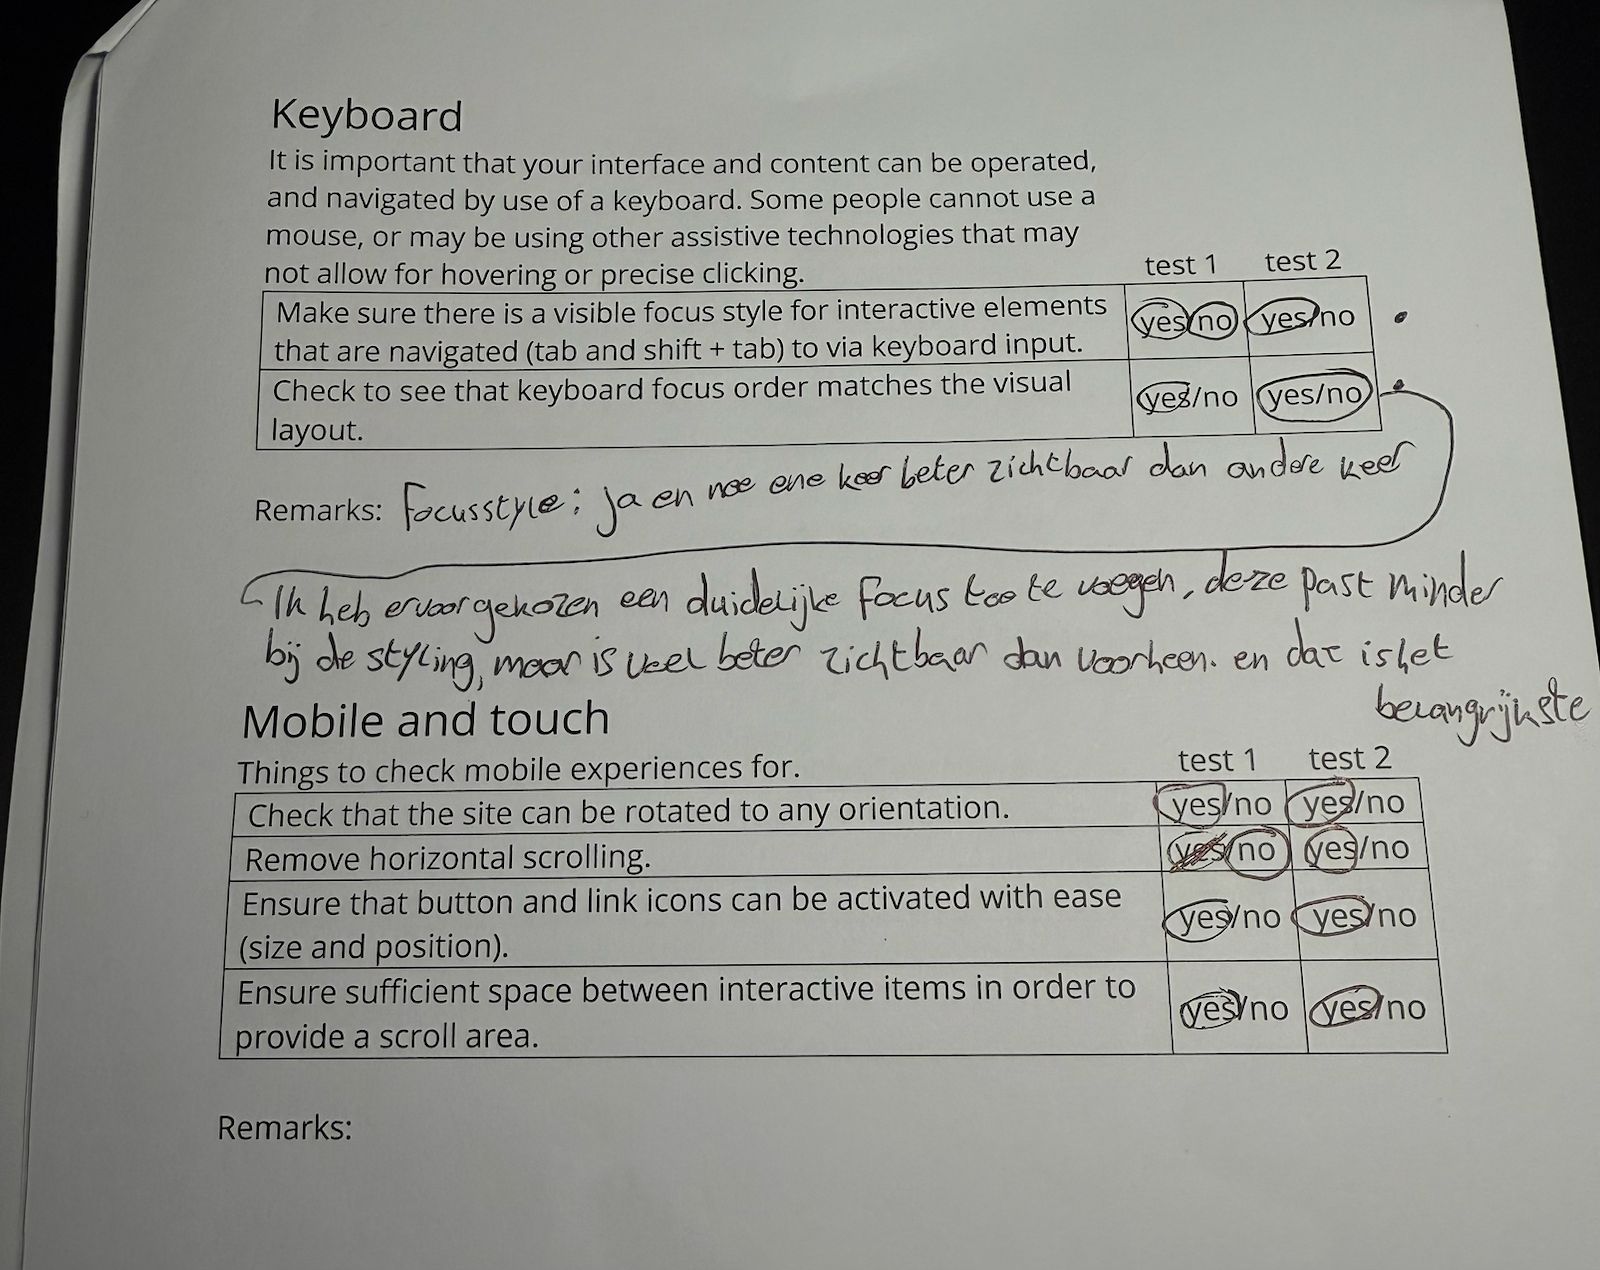 Keyboard
It is important that your interface and content can be operated,
and navigated by use of a keyboard. Some people cannot use a
mouse, or may be using other assistive technologies that may
not allow for hovering or precise clicking.
test 1 test 2
Make sure there is a visible focus style for interactive elements
that are navigated (tab and shift + tab) to via keyboard input.
yes/no yes/no
Check to see that keyboard focus order matches the visual
layout.
yes/no yes/no
Remarks: Focusstyle: ja en nee ene keer beter zichtbaar dan andere keer
Ik heb ervoor gekozen een duidelijke focus toe te voegen, deze past minder
bij de styling, maar is veel beter zichtbaar dan voorheen. en dat is het
belangrijkste
Mobile and touch
Things to check mobile experiences for.
test 1 test 2
Check that the site can be rotated to any orientation. yes/no yes/no
Remove horizontal scrolling. yes/no yes/no
Ensure that button and link icons can be activated with ease
(size and position).
yes/no yes/no
Ensure sufficient space between interactive items in order to
provide a scroll area.
yes/no yes/no
Remarks: